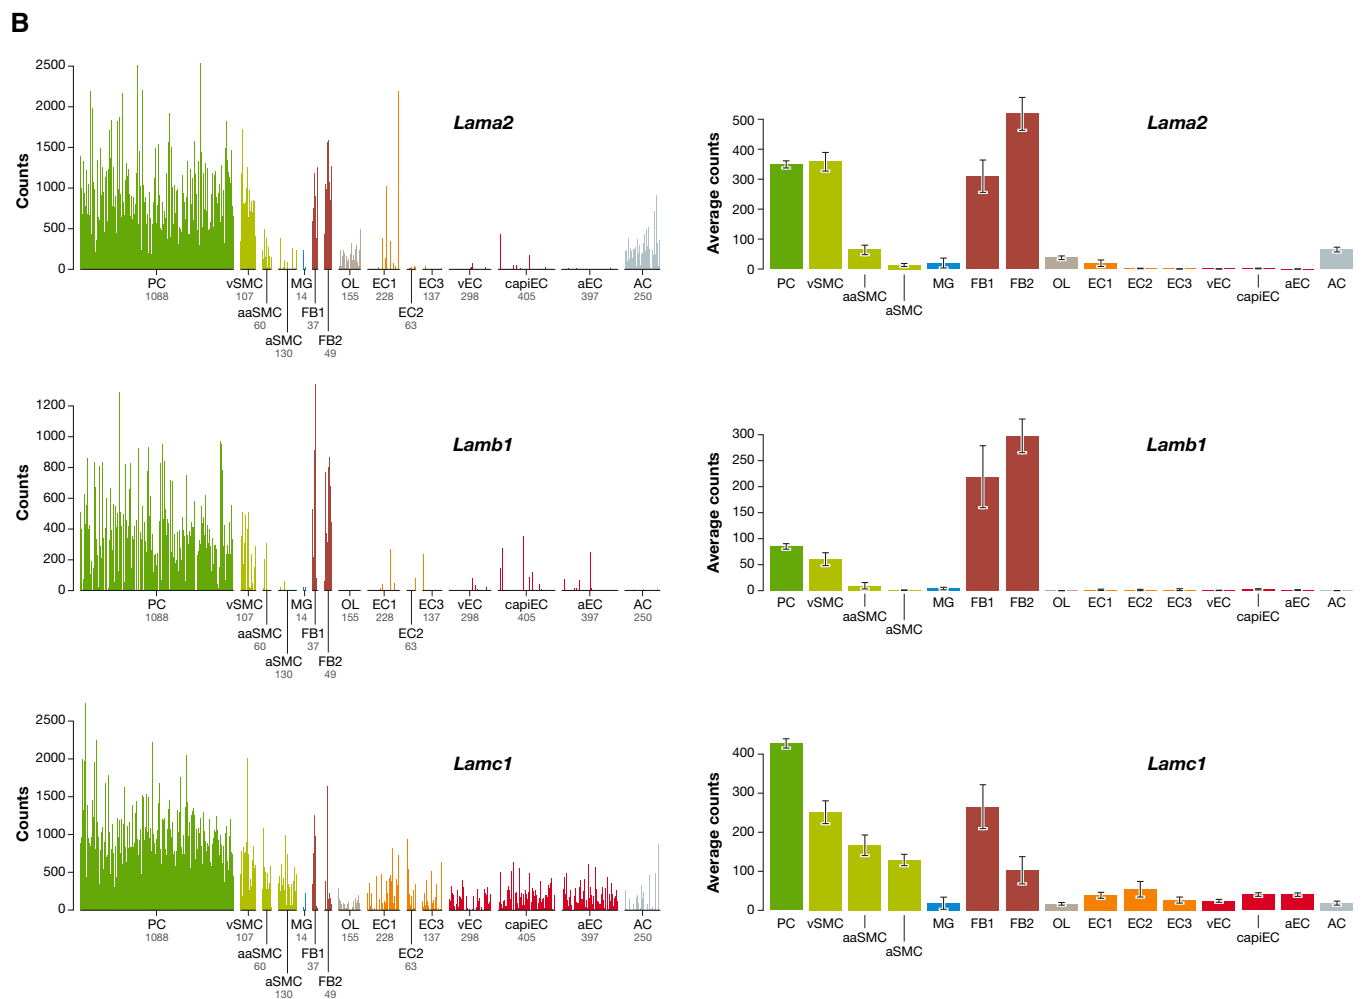 B
Lama2
Counts
2500
2000
1500
1000
500
0
PC vSMC MG OL EC1 EC3 vEC capiEC aEC AC
1088 107 14 155 228 137 298 405 397 250
aaSMC FB1 EC2
60 37 63
aSMC FB2
130 49
Lama2
Average counts
500
400
300
200
100
0
PC vSMC MG FB1 FB2 OL EC1 EC2 EC3 vEC aEC AC
aaSMC capiEC
aSMC
Lamb1
Counts
1200
1000
800
600
400
200
0
PC vSMC MG OL EC1 EC3 vEC capiEC aEC AC
1088 107 14 155 228 137 298 405 397 250
aaSMC FB1 EC2
60 37 63
aSMC FB2
130 49
Lamb1
Average counts
300
250
200
150
100
50
0
PC vSMC MG FB1 FB2 OL EC1 EC2 EC3 vEC aEC AC
aaSMC capiEC
aSMC
Lamc1
Counts
2500
2000
1500
1000
500
0
PC vSMC MG OL EC1 EC3 vEC capiEC aEC AC
1088 107 14 155 228 137 298 405 397 250
aaSMC FB1 EC2
60 37 63
aSMC FB2
130 49
Lamc1
Average counts
400
300
200
100
0
PC vSMC MG FB1 FB2 OL EC1 EC2 EC3 vEC aEC AC
aaSMC capiEC
aSMC